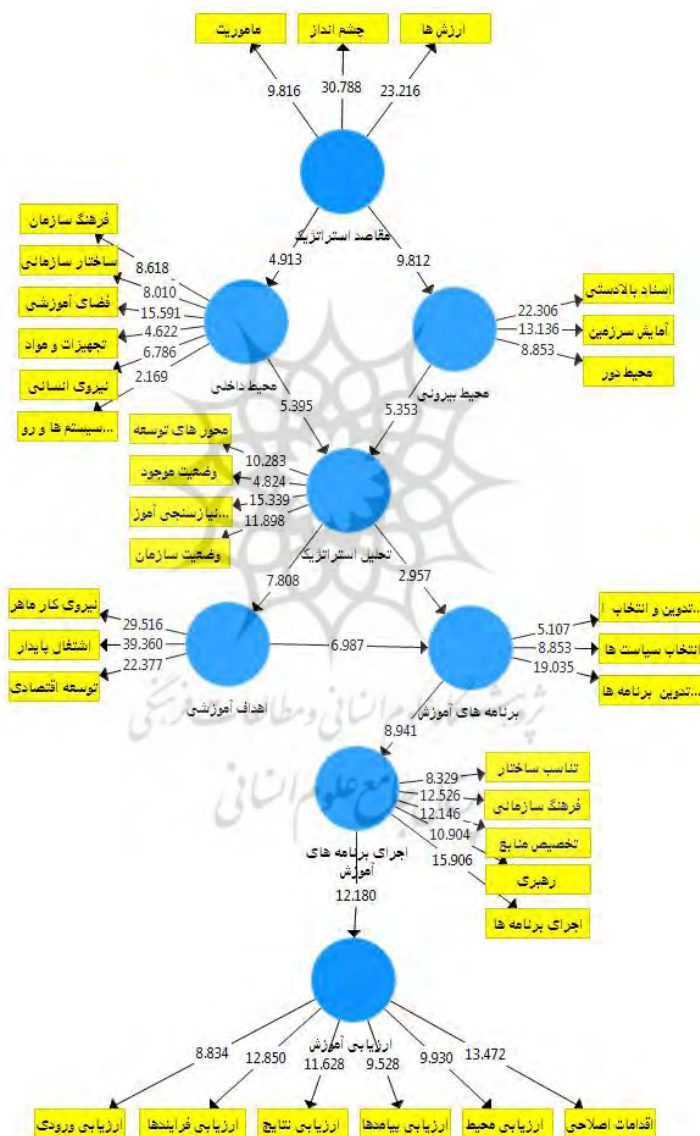 ماموریت
چشم انداز
ارزش ها
9.816
30.788
23.216
مقاصد استراتژیک
4.913
9.812
فرهنگ سازمان
ساختار سازمانی
فضای آموزشی
تجهیزات و مواد
نیروی انسانی
سیستم ها و رو...
8.618
8.010
15.591
4.622
6.786
2.169
محیط داخلی
اسناد بالادستی
آمایش سرزمین
محیط دور
22.306
13.136
8.853
محیط بیرونی
5.395
5.353
محور های توسعه
وضعیت موجود
نیازسنجی آموز...
وضعیت سازمان
10.283
4.824
15.339
11.898
تحلیل استراتژیک
7.808
2.957
نیروی کار ماهر
اشتغال پایدار
توسعه اقتصادی
29.516
39.360
22.377
اهداف آموزشی
6.987
تدوین و انتخاب ا...
انتخاب سیاست ها
تدوین برنامه ها...
5.107
8.853
19.035
برنامه های آموزش
پژوهشگاه علوم انسانی و مطالعات فرهنگی
جامع علوم انسانی
8.941
تناسب ساختار
فرهنگ سازمانی
تخصیص منابع
رهبری
اجرای برنامه ها
8.329
12.526
12.146
10.904
15.906
اجرای برنامه های
آموزش
12.180
ارزیابی آموزش
8.834
12.850
11.628
9.528
9.930
13.472
ارزیابی ورودی
ارزیابی فرایندها
ارزیابی نتایج
ارزیابی پیامدها
ارزیابی محیط
اقدامات اصلاحی